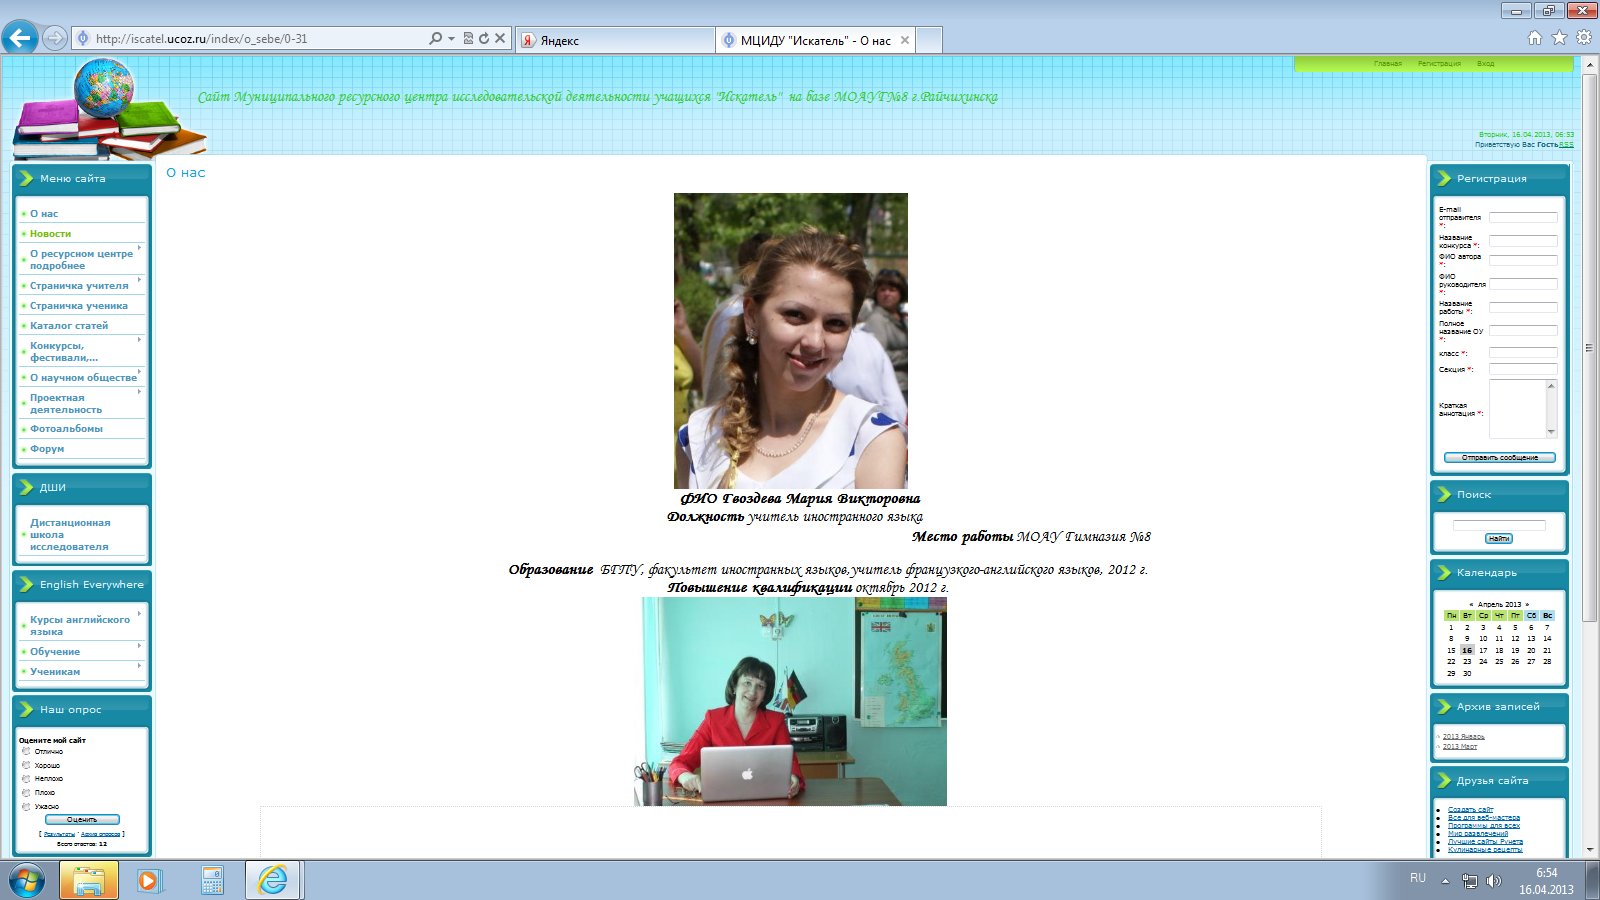 http://iscatel.ucoz.ru/index/o_sebe/0-31
Яндекс
МЦИДУ "Искатель" - О нас
Главная Регистрация Вход
Сайт Муниципального ресурсного центра исследовательской деятельности учащихся "Искатель" на базе МОАУГ№8 г.Райчихинска
Вторник, 16.04.2013, 06:53
Приветствую Вас Гость RSS
Меню сайта
О нас
Новости
О ресурсном центре
подробнее
Страничка учителя
Страничка ученика
Каталог статей
Конкурсы,
фестивали,...
О научном обществе
Проектная
деятельность
Фотоальбомы
Форум
ДШИ
Дистанционная
школа
исследователя
English Everywhere
Курсы английского
языка
Обучение
Ученикам
Наш опрос
Оцените мой сайт
Отлично
Хорошо
Неплохо
Плохо
Ужасно
Оценить
[ Результаты · Архив опросов ]
Всего ответов: 12
О нас
ФИО Гвоздева Мария Викторовна
Должность учитель иностранного языка
Место работы МОАУ Гимназия №8
Образование БГПУ, факультет иностранных языков,учитель французкого-английского языков, 2012 г.
Повышение квалификации октябрь 2012 г.
Регистрация
E-mail
отправителя
*:
Название
конкурса *:
ФИО автора
*:
ФИО
руководителя
*:
Название
работы *:
Полное
название ОУ
*:
класс *:
Секция *:
Краткая
аннотация *:
Отправить сообщение
Поиск
Найти
Календарь
« Апрель 2013 »
Пн Вт Ср Чт Пт Сб Вс
1 2 3 4 5 6 7
8 9 10 11 12 13 14
15 16 17 18 19 20 21
22 23 24 25 26 27 28
29 30
Архив записей
2013 Январь
2013 Март
Друзья сайта
Создать сайт
Все для веб-мастера
Программы для всех
Мир развлечений
Лучшие сайты Рунета
Кулинарные рецепты
RU
6:54
16.04.2013